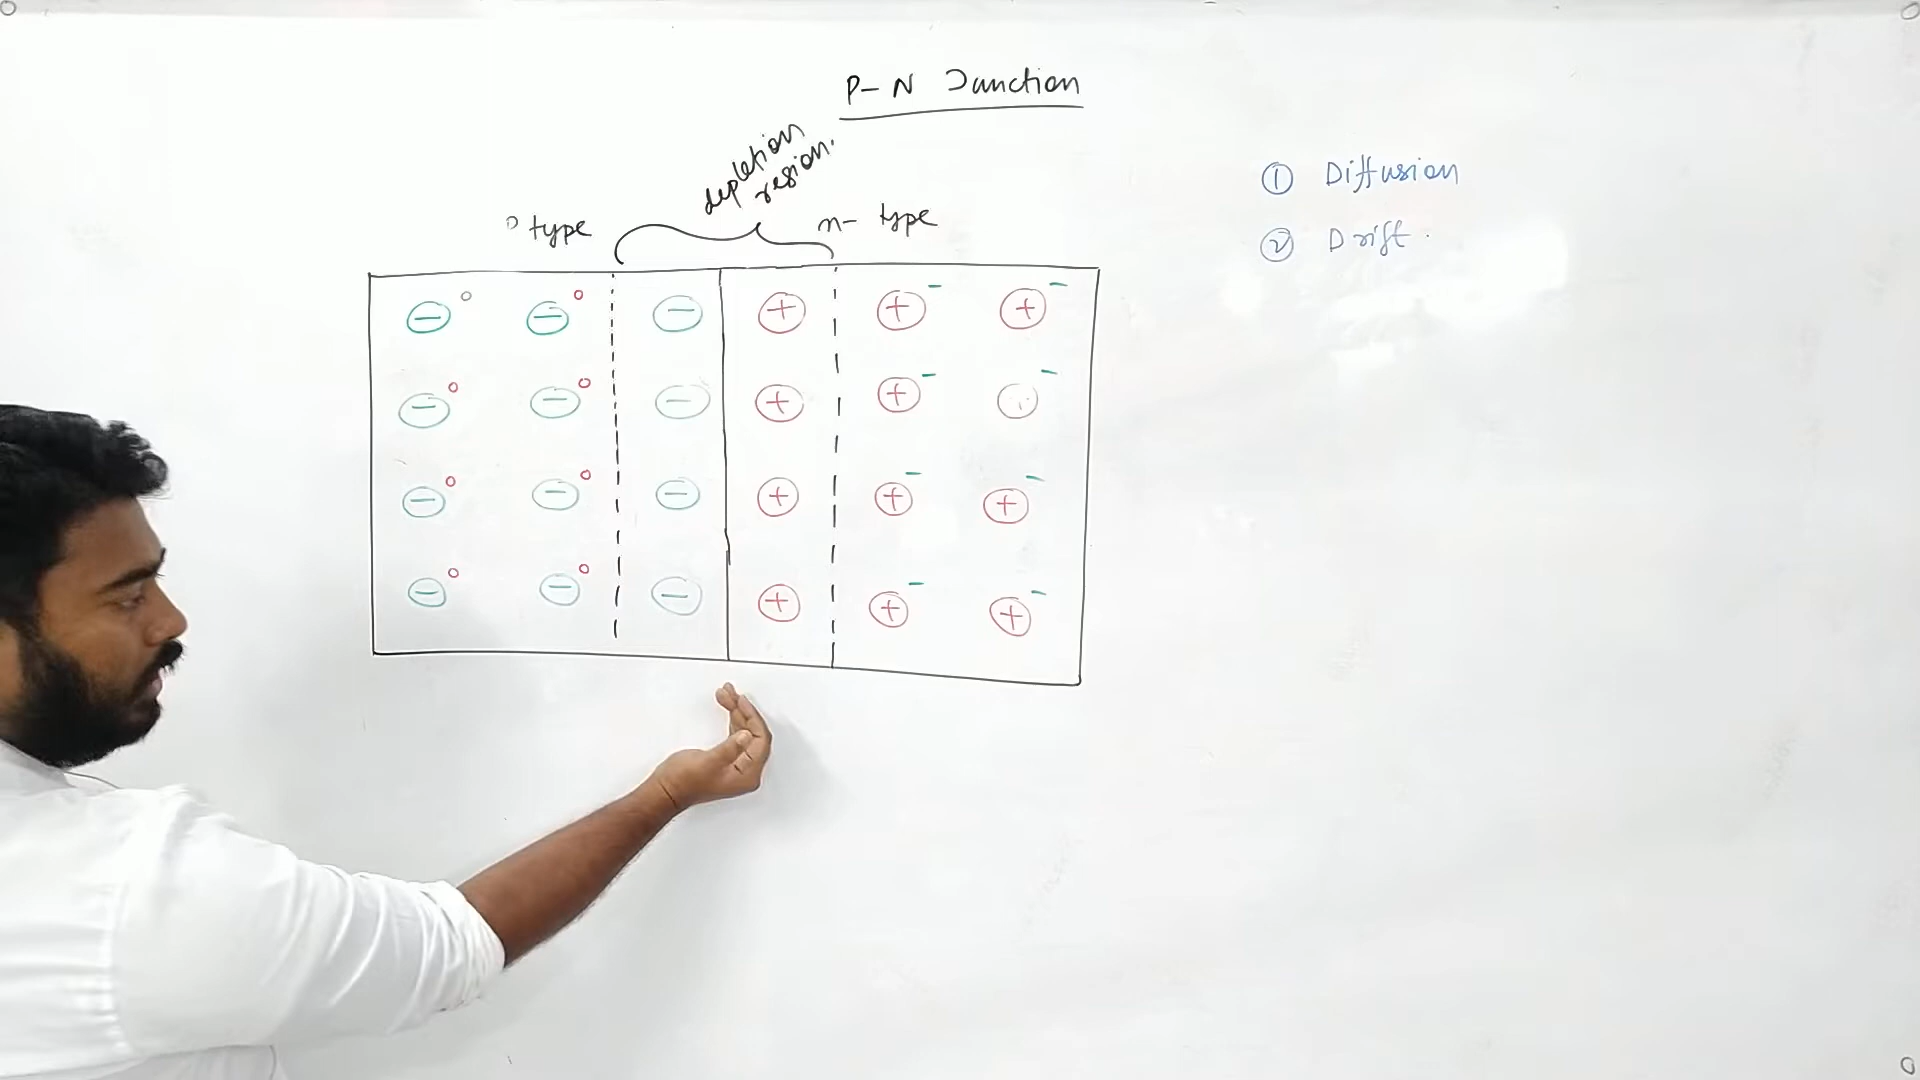 P-N Junction
depletion
region.
P type
n- type
① Diffusion
② Drift.